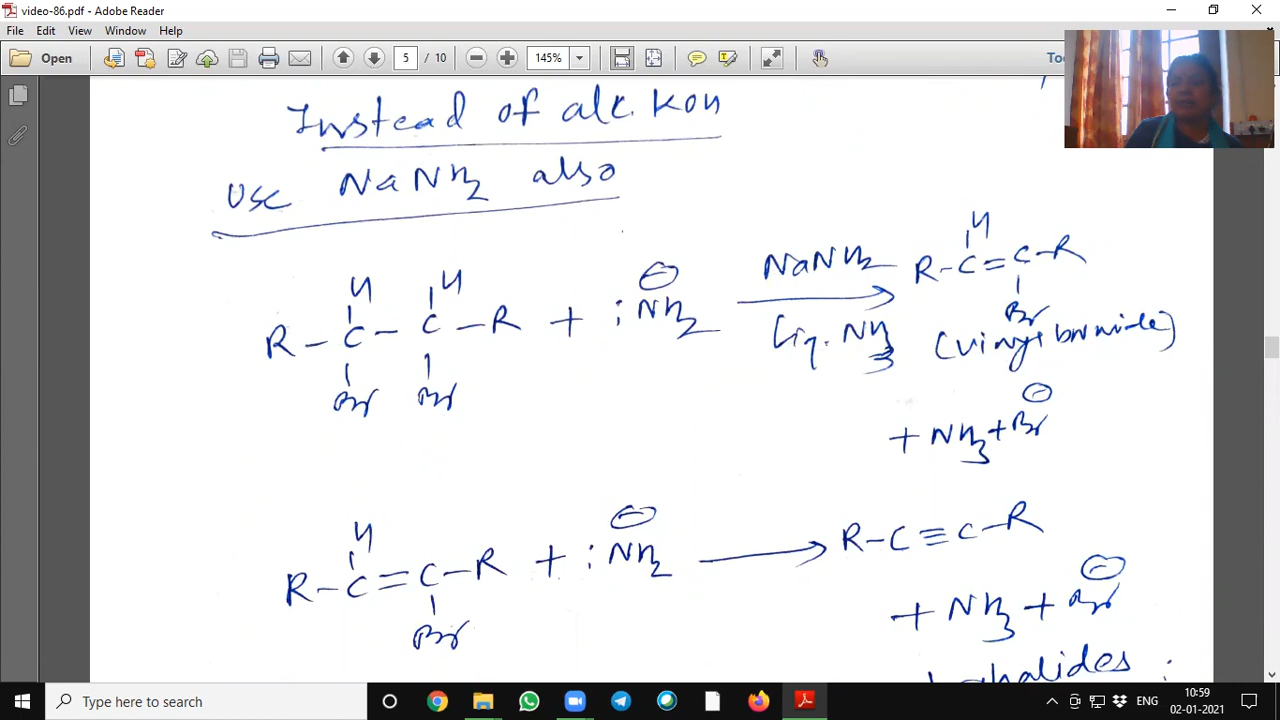 video-86.pdf - Adobe Reader
File Edit View Window Help
Open 5 / 10 145% Too
Instead of alc. KOH
Use NaNH2 also
H H H
R - C - C - R + :NH2 ⊖ NaNH2 R - C = C - R
Br Br liq. NH3 Br
(vinyl bromide)
+ NH3 + Br ⊖
H
R - C = C - R + :NH2 ⊖ → R - C ≡ C - R
Br
+ NH3 + Br ⊖
halides :
Type here to search
ENG 10:59
02-01-2021